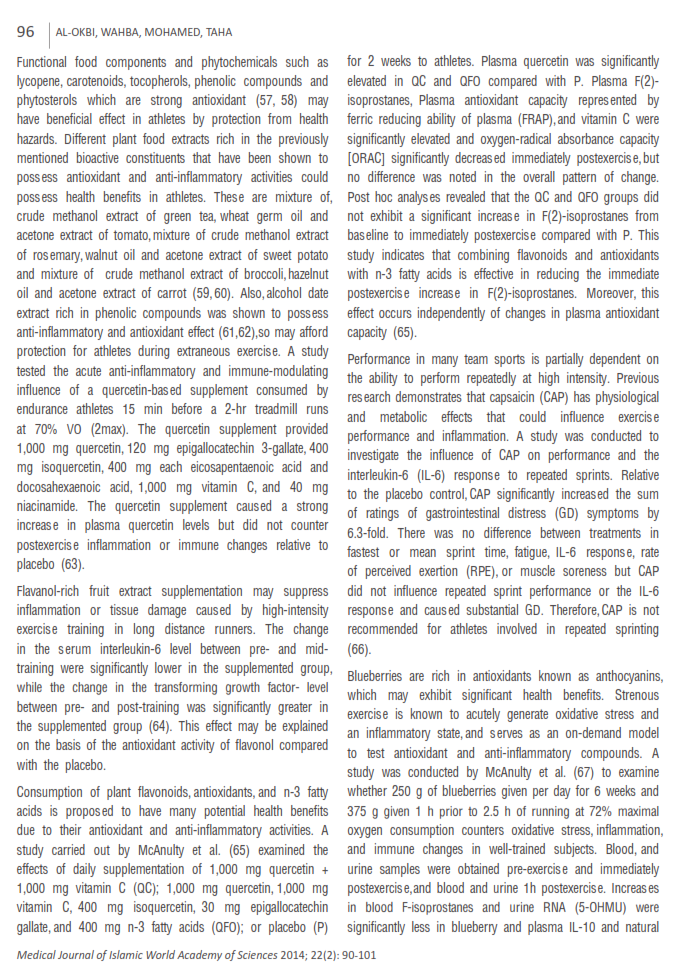 96 AL-OKBI, WAHBA, MOHAMED, TAHA
Functional food components and phytochemicals such as
lycopene, carotenoids, tocopherols, phenolic compounds and
phytosterols which are strong antioxidant (57, 58) may
have beneficial effect in athletes by protection from health
hazards. Different plant food extracts rich in the previously
mentioned bioactive constituents that have been shown to
possess antioxidant and anti-inflammatory activities could
possess health benefits in athletes. These are mixture of,
crude methanol extract of green tea, wheat germ oil and
acetone extract of tomato, mixture of crude methanol extract
of rosemary, walnut oil and acetone extract of sweet potato
and mixture of crude methanol extract of broccoli, hazelnut
oil and acetone extract of carrot (59,60). Also, alcohol date
extract rich in phenolic compounds was shown to possess
anti-inflammatory and antioxidant effect (61,62),so may afford
protection for athletes during extraneous exercise. A study
tested the acute anti-inflammatory and immune-modulating
influence of a quercetin-based supplement consumed by
endurance athletes 15 min before a 2-hr treadmill runs
at 70% VO (2max). The quercetin supplement provided
1,000 mg quercetin, 120 mg epigallocatechin 3-gallate, 400
mg isoquercetin, 400 mg each eicosapentaenoic acid and
docosahexaenoic acid, 1,000 mg vitamin C, and 40 mg
niacinamide. The quercetin supplement caused a strong
increase in plasma quercetin levels but did not counter
postexercise inflammation or immune changes relative to
placebo (63).
Flavanol-rich fruit extract supplementation may suppress
inflammation or tissue damage caused by high-intensity
exercise training in long distance runners. The change
in the serum interleukin-6 level between pre- and mid-
training were significantly lower in the supplemented group,
while the change in the transforming growth factor- level
between pre- and post-training was significantly greater in
the supplemented group (64). This effect may be explained
on the basis of the antioxidant activity of flavonol compared
with the placebo.
Consumption of plant flavonoids, antioxidants, and n-3 fatty
acids is proposed to have many potential health benefits
due to their antioxidant and anti-inflammatory activities. A
study carried out by McAnulty et al. (65) examined the
effects of daily supplementation of 1,000 mg quercetin +
1,000 mg vitamin C (QC); 1,000 mg quercetin, 1,000 mg
vitamin C, 400 mg isoquercetin, 30 mg epigallocatechin
gallate, and 400 mg n-3 fatty acids (QFO); or placebo (P)
for 2 weeks to athletes. Plasma quercetin was significantly
elevated in QC and QFO compared with P. Plasma F(2)-
isoprostanes, Plasma antioxidant capacity represented by
ferric reducing ability of plasma (FRAP), and vitamin C were
significantly elevated and oxygen-radical absorbance capacity
[ORAC] significantly decreased immediately postexercise, but
no difference was noted in the overall pattern of change.
Post hoc analyses revealed that the QC and QFO groups did
not exhibit a significant increase in F(2)-isoprostanes from
baseline to immediately postexercise compared with P. This
study indicates that combining flavonoids and antioxidants
with n-3 fatty acids is effective in reducing the immediate
postexercise increase in F(2)-isoprostanes. Moreover, this
effect occurs independently of changes in plasma antioxidant
capacity (65).
Performance in many team sports is partially dependent on
the ability to perform repeatedly at high intensity. Previous
research demonstrates that capsaicin (CAP) has physiological
and metabolic effects that could influence exercise
performance and inflammation. A study was conducted to
investigate the influence of CAP on performance and the
interleukin-6 (IL-6) response to repeated sprints. Relative
to the placebo control, CAP significantly increased the sum
of ratings of gastrointestinal distress (GD) symptoms by
6.3-fold. There was no difference between treatments in
fastest or mean sprint time, fatigue, IL-6 response, rate
of perceived exertion (RPE), or muscle soreness but CAP
did not influence repeated sprint performance or the IL-6
response and caused substantial GD. Therefore, CAP is not
recommended for athletes involved in repeated sprinting
(66).
Blueberries are rich in antioxidants known as anthocyanins,
which may exhibit significant health benefits. Strenous
exercise is known to acutely generate oxidative stress and
an inflammatory state, and serves as an on-demand model
to test antioxidant and anti-inflammatory compounds. A
study was conducted by McAnulty et al. (67) to examine
whether 250 g of blueberries given per day for 6 weeks and
375 g given 1 h prior to 2.5 h of running at 72% maximal
oxygen consumption counters oxidative stress, inflammation,
and immune changes in well-trained subjects. Blood, and
urine samples were obtained pre-exercise and immediately
postexercise, and blood and urine 1h postexercise. Increases
in blood F-isoprostanes and urine RNA (5-OHMU) were
significantly less in blueberry and plasma IL-10 and natural
Medical Journal of Islamic World Academy of Sciences 2014; 22(2): 90-101